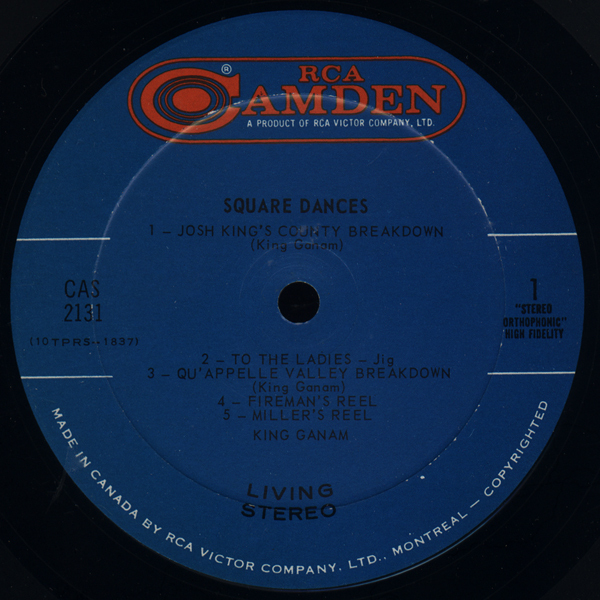 RCA
CAMDEN
®
A PRODUCT OF RCA VICTOR COMPANY, LTD.
SQUARE DANCES
1 – JOSH KING'S COUNTY BREAKDOWN
(King Ganam)
CAS
2131
(10TPRS--1837)
1
"STEREO
ORTHOPHONIC"
HIGH FIDELITY
2 – TO THE LADIES – Jig
3 – QU'APPELLE VALLEY BREAKDOWN
(King Ganam)
4 – FIREMAN'S REEL
5 – MILLER'S REEL
KING GANAM
LIVING
STEREO
MADE IN CANADA BY RCA VICTOR COMPANY, LTD., MONTREAL — COPYRIGHTED